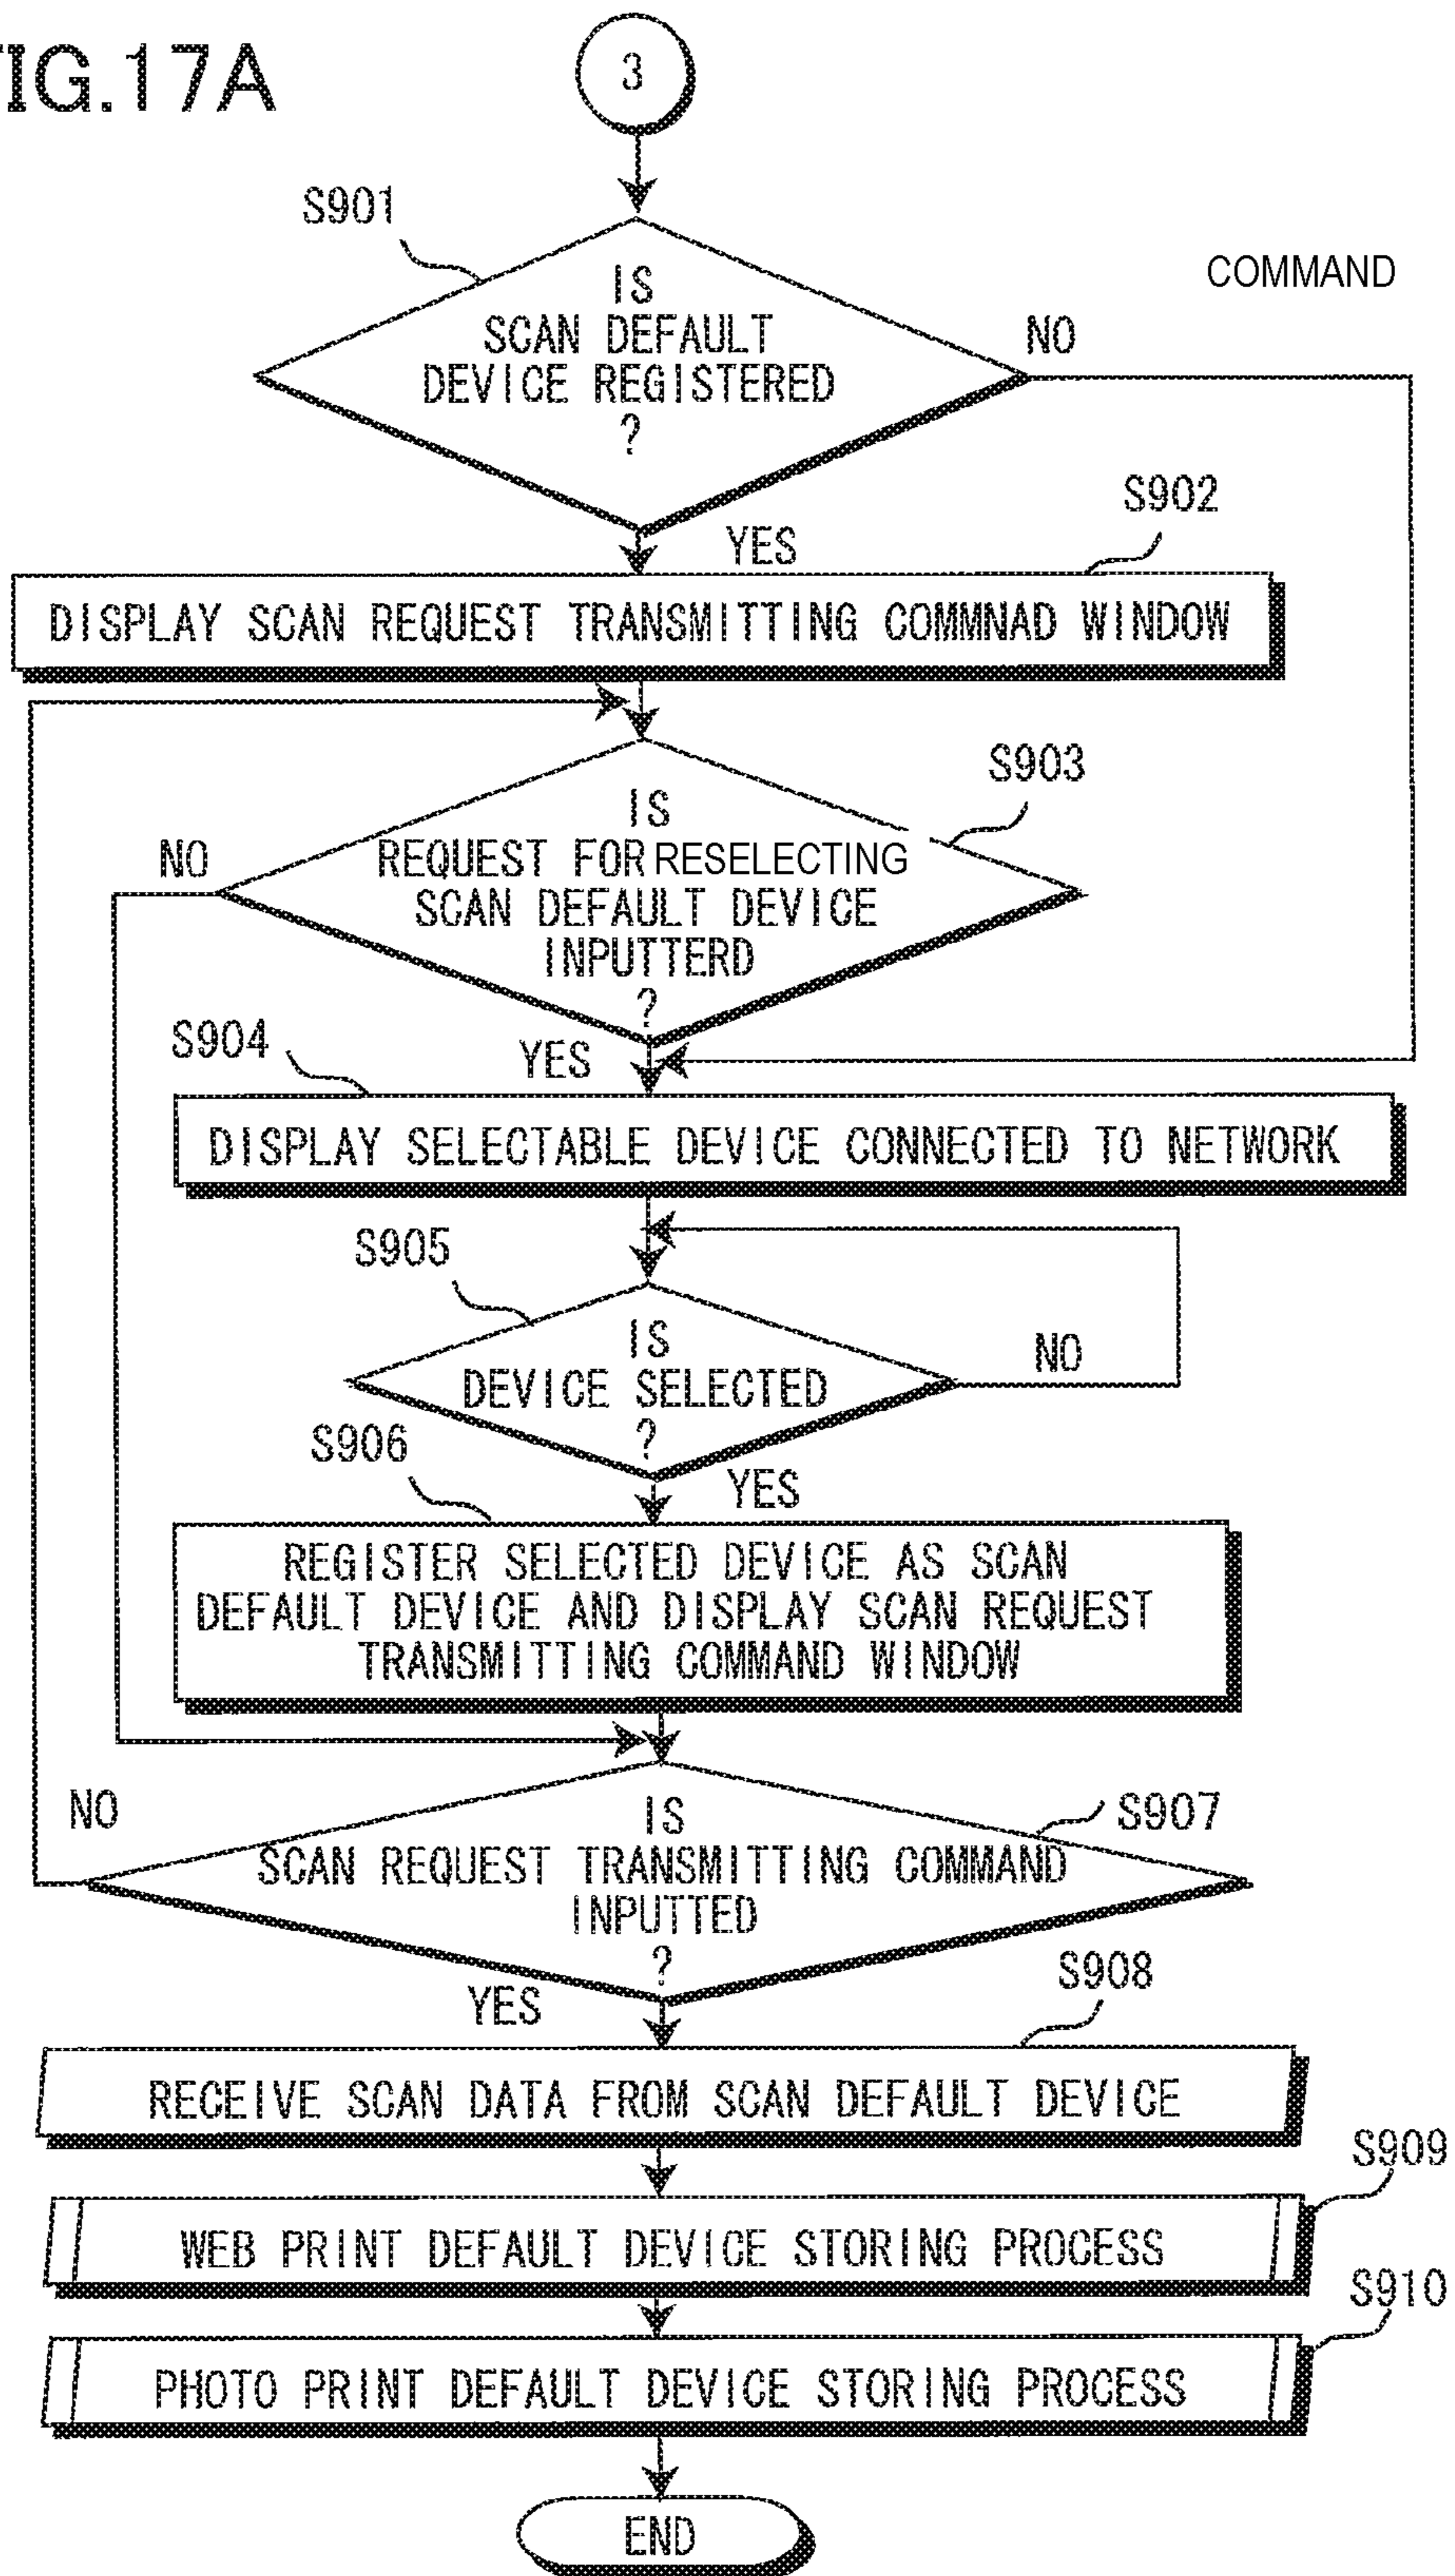 FIG.17A
3
S901
IS
SCAN DEFAULT
DEVICE REGISTERED
?
COMMAND
NO
YES
S902
DISPLAY SCAN REQUEST TRANSMITTING COMMNAD WINDOW
S903
IS
REQUEST FOR RESELECTING
SCAN DEFAULT DEVICE
INPUTTERD
?
NO
YES
S904
DISPLAY SELECTABLE DEVICE CONNECTED TO NETWORK
S905
IS
DEVICE SELECTED
?
NO
YES
S906
REGISTER SELECTED DEVICE AS SCAN
DEFAULT DEVICE AND DISPLAY SCAN REQUEST
TRANSMITTING COMMAND WINDOW
NO
S907
IS
SCAN REQUEST TRANSMITTING COMMAND
INPUTTED
?
YES
S908
RECEIVE SCAN DATA FROM SCAN DEFAULT DEVICE
S909
WEB PRINT DEFAULT DEVICE STORING PROCESS
S910
PHOTO PRINT DEFAULT DEVICE STORING PROCESS
END